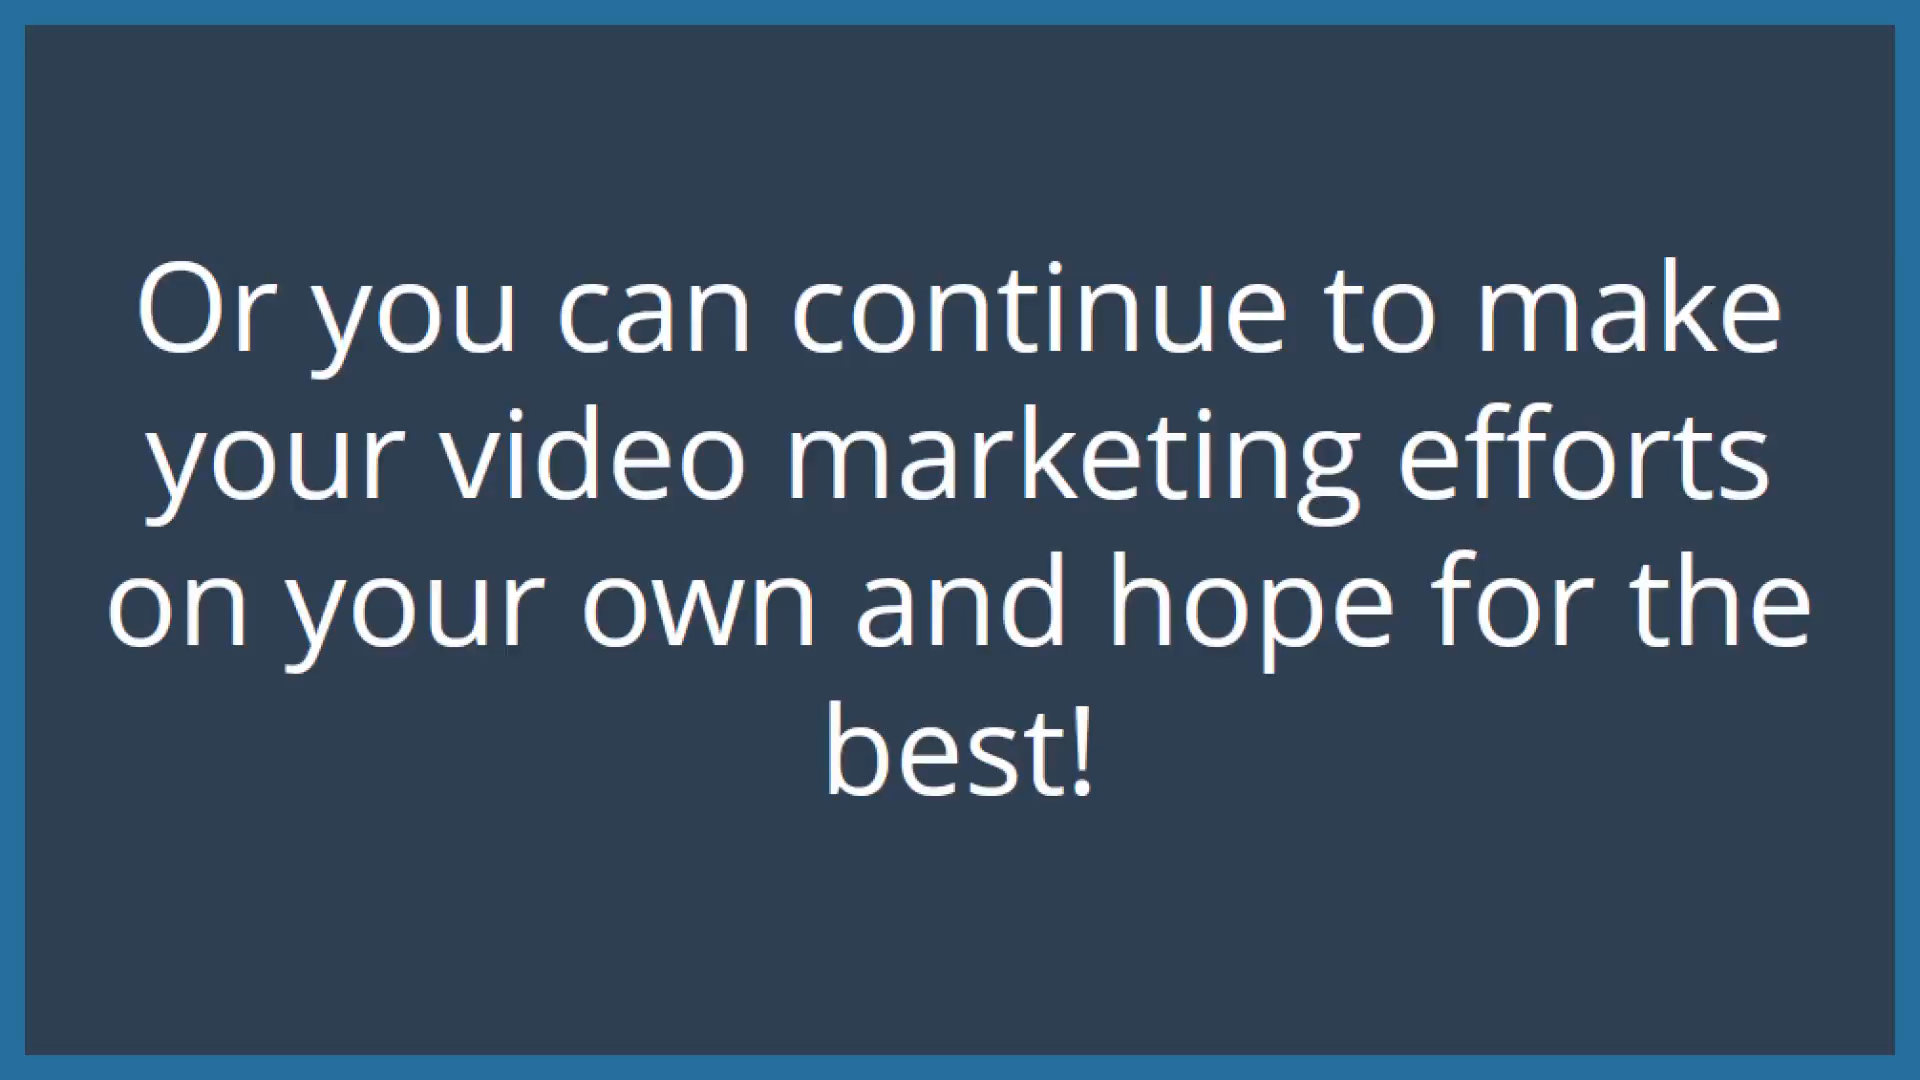 Or you can continue to make
your video marketing efforts
on your own and hope for the
best!